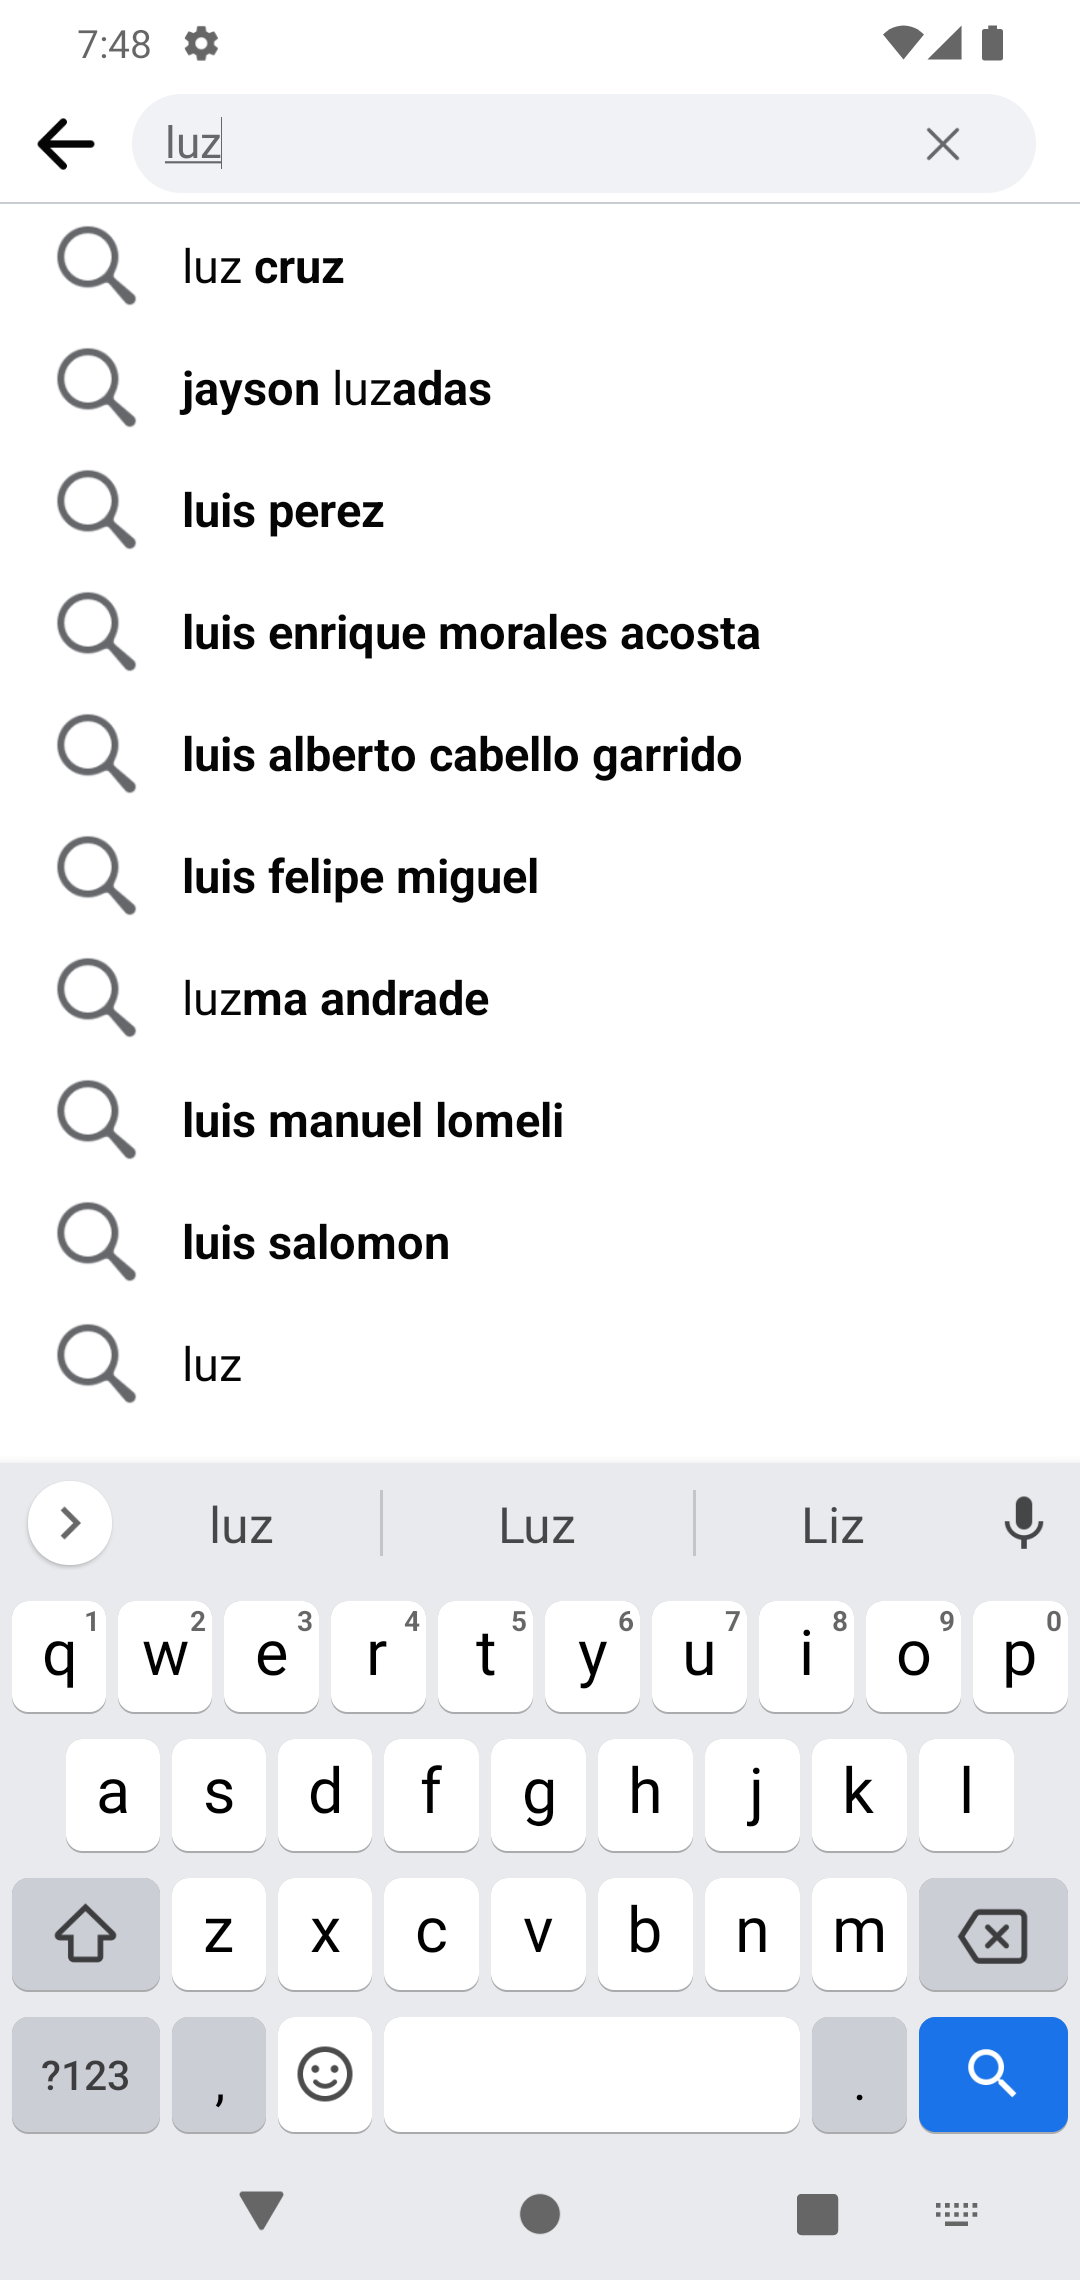 7:48
luz
luz cruz
jayson luzadas
luis perez
luis enrique morales acosta
luis alberto cabello garrido
luis felipe miguel
luzma andrade
luis manuel lomeli
luis salomon
luz
luz Luz Liz
q 1 w 2 e 3 r 4 t 5 y 6 u 7 i 8 o 9 p 0
a s d f g h j k l
z x c v b n m
?123 , .